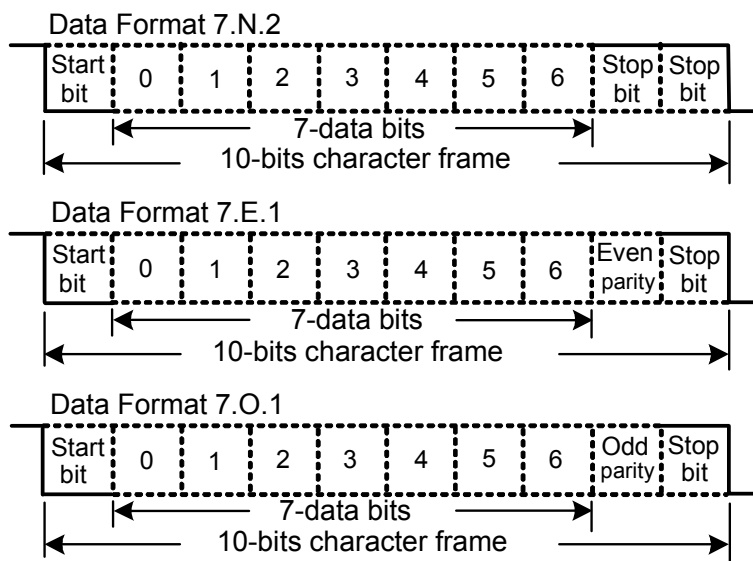 Data Format 7.N.2
Start bit 0 1 2 3 4 5 6 Stop bit Stop bit
7-data bits
10-bits character frame
Data Format 7.E.1
Start bit 0 1 2 3 4 5 6 Even parity Stop bit
7-data bits
10-bits character frame
Data Format 7.O.1
Start bit 0 1 2 3 4 5 6 Odd parity Stop bit
7-data bits
10-bits character frame